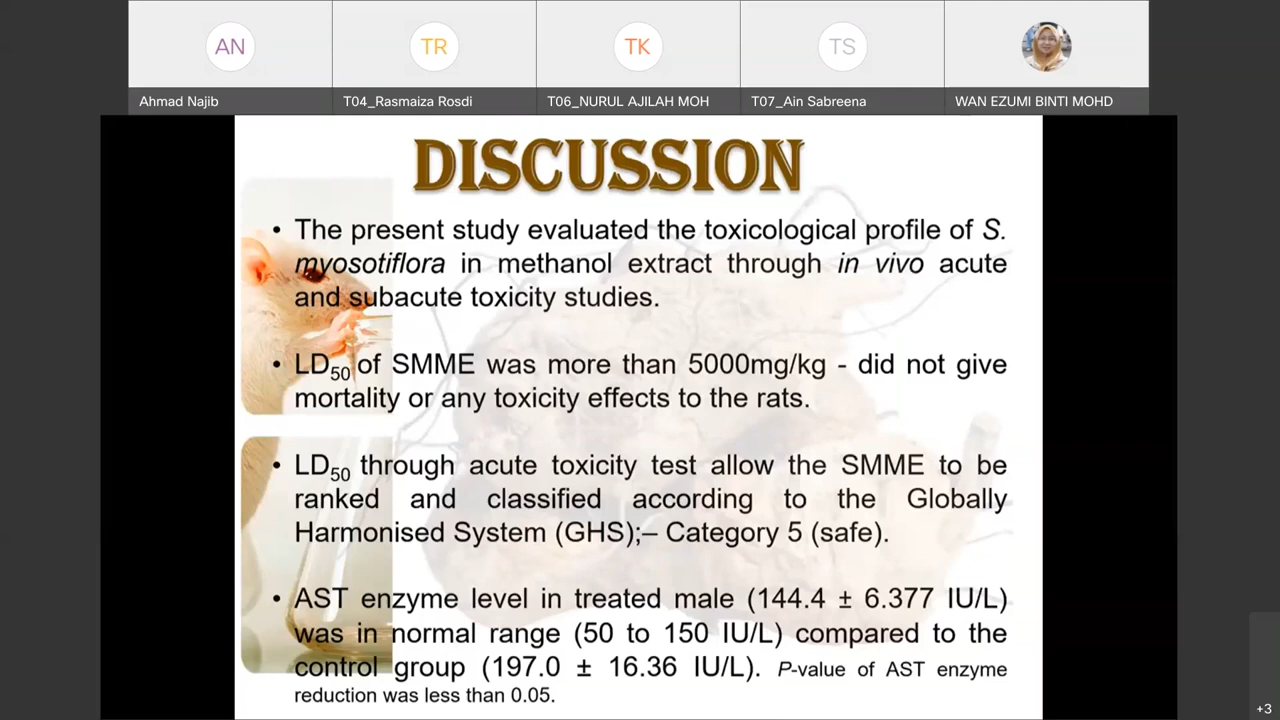 AN
TR
TK
TS
Ahmad Najib
T04_Rasmaiza Rosdi
T06_NURUL AJILAH MOH
T07_Ain Sabreena
WAN EZUMI BINTI MOHD
DISCUSSION
• The present study evaluated the toxicological profile of S.
myosotiflora in methanol extract through in vivo acute
and subacute toxicity studies.
• LD50 of SMME was more than 5000mg/kg - did not give
mortality or any toxicity effects to the rats.
• LD50 through acute toxicity test allow the SMME to be
ranked and classified according to the Globally
Harmonised System (GHS);– Category 5 (safe).
• AST enzyme level in treated male (144.4 ± 6.377 IU/L)
was in normal range (50 to 150 IU/L) compared to the
control group (197.0 ± 16.36 IU/L). P-value of AST enzyme
reduction was less than 0.05.
+3